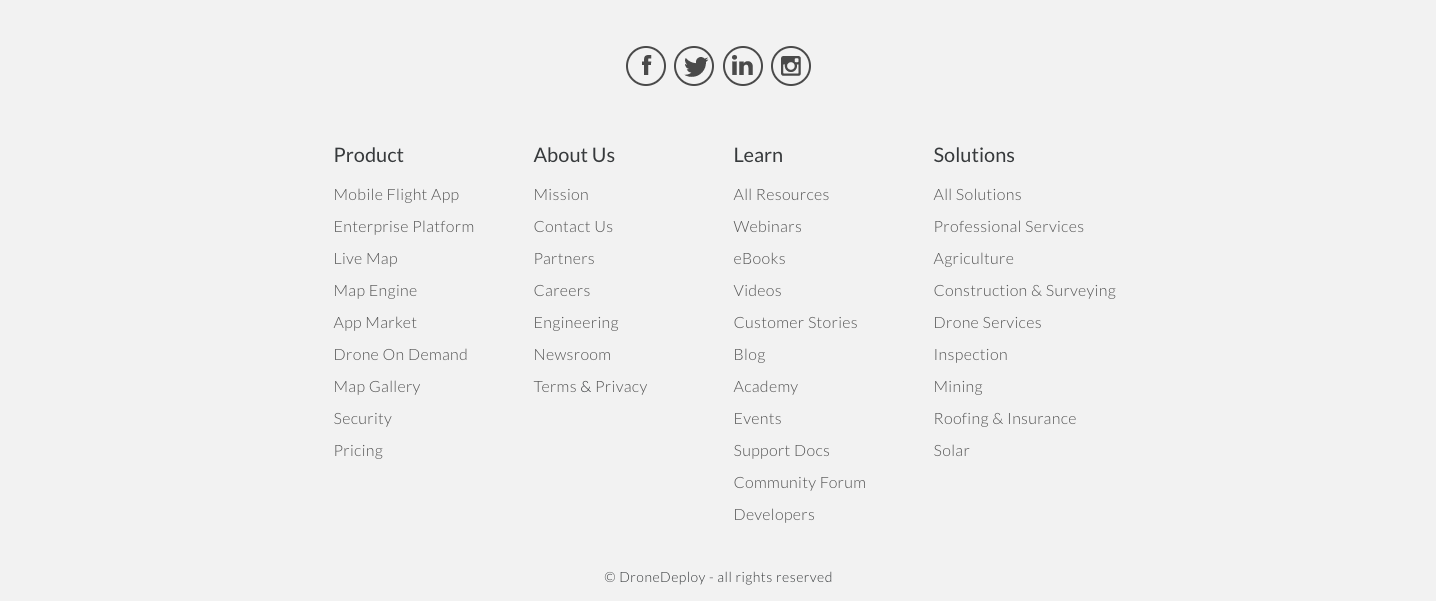 Product
Mobile Flight App
Enterprise Platform
Live Map
Map Engine
App Market
Drone On Demand
Map Gallery
Security
Pricing
About Us
Mission
Contact Us
Partners
Careers
Engineering
Newsroom
Terms & Privacy
Learn
All Resources
Webinars
eBooks
Videos
Customer Stories
Blog
Academy
Events
Support Docs
Community Forum
Developers
Solutions
All Solutions
Professional Services
Agriculture
Construction & Surveying
Drone Services
Inspection
Mining
Roofing & Insurance
Solar
© DroneDeploy - all rights reserved